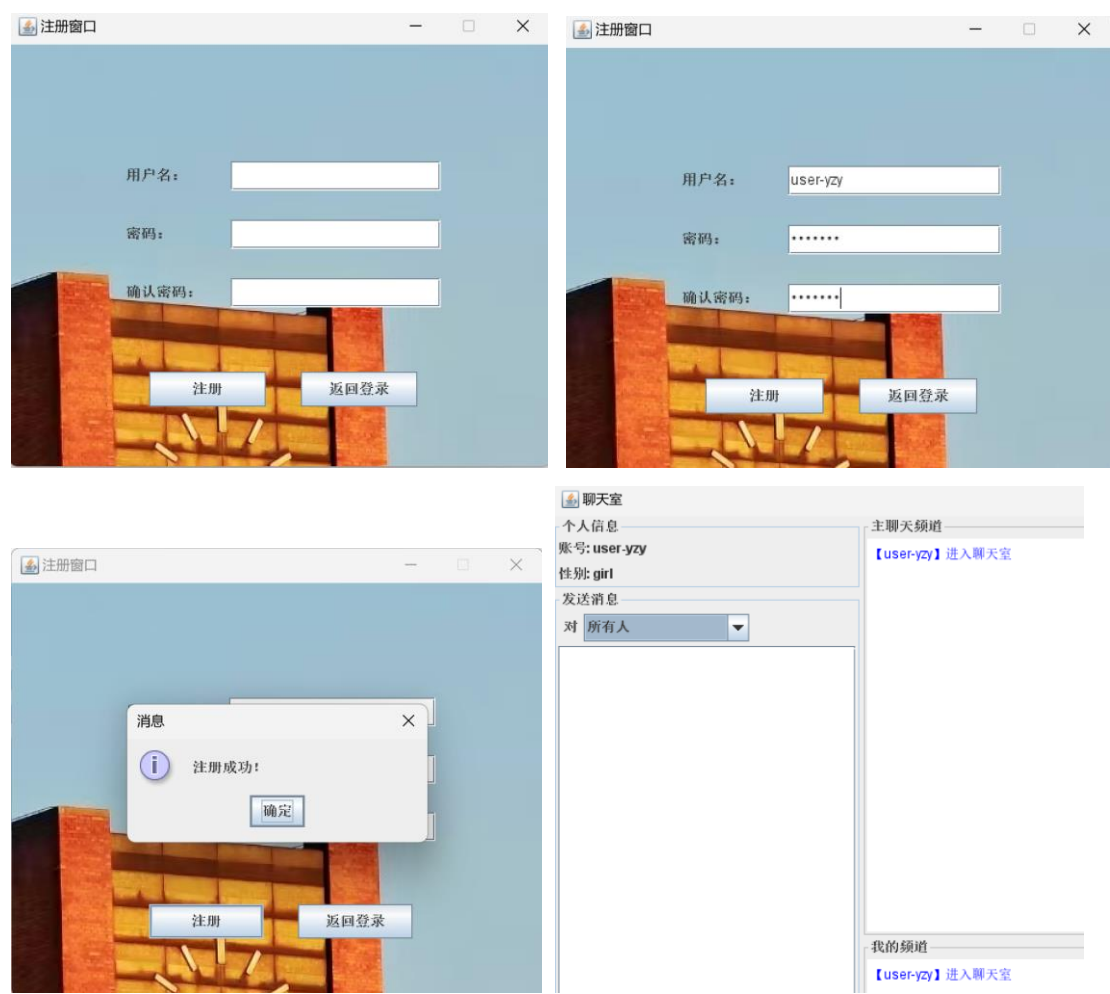 注册窗口
用户名：
密码：
确认密码：
注册 返回登录
注册窗口
用户名： user-yzy
密码： •••••••
确认密码： •••••••
注册 返回登录
注册窗口
消息
注册成功！
确定
注册 返回登录
聊天室
个人信息
账号: user-yzy
性别: girl
发送消息
对 所有人
主聊天频道
【user-yzy】进入聊天室
我的频道
【user-yzy】进入聊天室